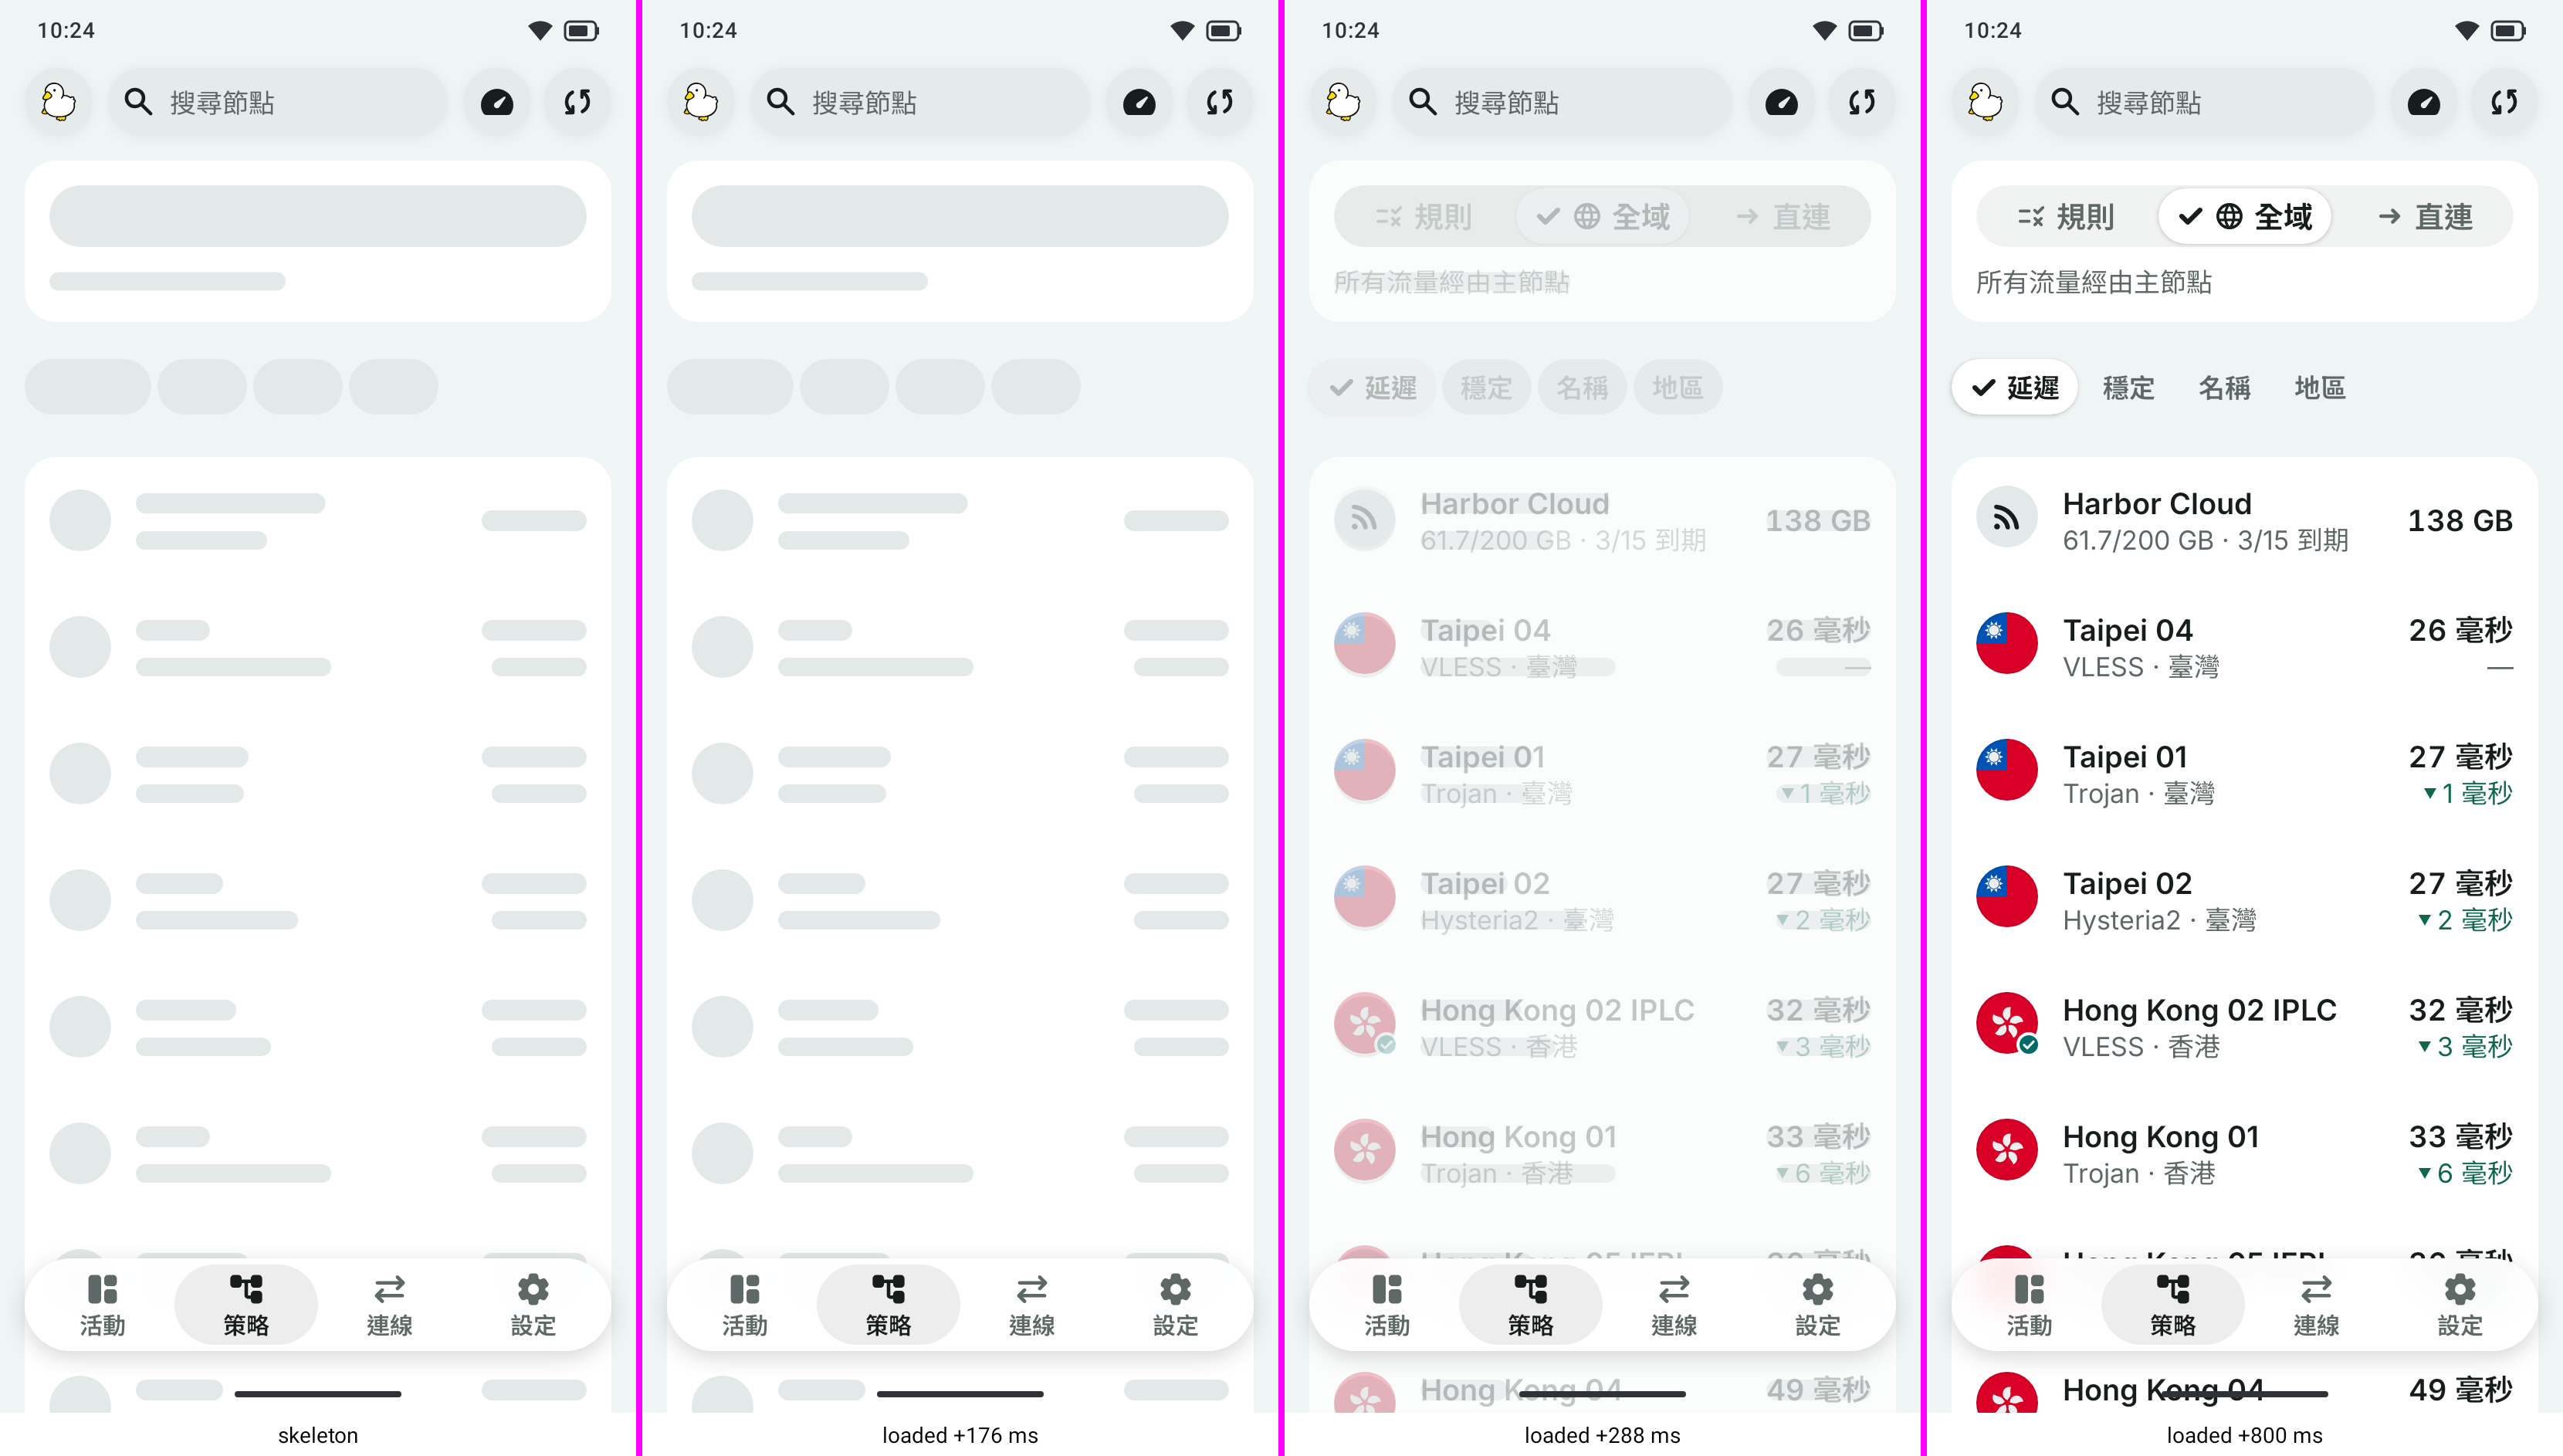 10:24
搜尋節點
活動
策略
連線
設定
skeleton
10:24
搜尋節點
活動
策略
連線
設定
loaded +176 ms
10:24
搜尋節點
規則
全域
直連
所有流量經由主節點
延遲
穩定
名稱
地區
Harbor Cloud
138 GB
61.7/200 GB · 3/15 到期
Taipei 04
26 毫秒
VLESS · 臺灣
—
Taipei 01
27 毫秒
Trojan · 臺灣
▼1 毫秒
Taipei 02
27 毫秒
Hysteria2 · 臺灣
▼2 毫秒
Hong Kong 02 IPLC
32 毫秒
VLESS · 香港
▼3 毫秒
Hong Kong 01
33 毫秒
Trojan · 香港
▼6 毫秒
活動
策略
連線
設定
Hong Kong 04
49 毫秒
loaded +288 ms
10:24
搜尋節點
規則
全域
直連
所有流量經由主節點
延遲
穩定
名稱
地區
Harbor Cloud
138 GB
61.7/200 GB · 3/15 到期
Taipei 04
26 毫秒
VLESS · 臺灣
—
Taipei 01
27 毫秒
Trojan · 臺灣
▼1 毫秒
Taipei 02
27 毫秒
Hysteria2 · 臺灣
▼2 毫秒
Hong Kong 02 IPLC
32 毫秒
VLESS · 香港
▼3 毫秒
Hong Kong 01
33 毫秒
Trojan · 香港
▼6 毫秒
活動
策略
連線
設定
Hong Kong 04
49 毫秒
loaded +800 ms